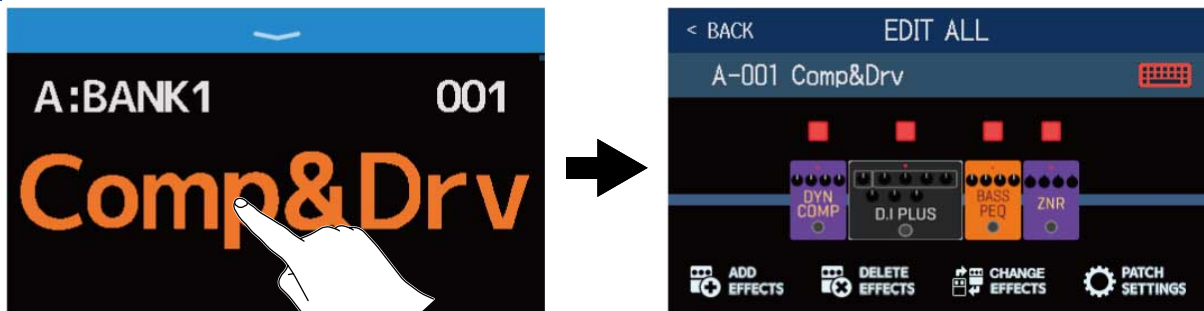 A:BANK1 001
Comp&Drv
< BACK EDIT ALL
A-001 Comp&Drv
DYN
COMP
D.I PLUS
BASS
PEQ
ZNR
ADD
EFFECTS
DELETE
EFFECTS
CHANGE
EFFECTS
PATCH
SETTINGS